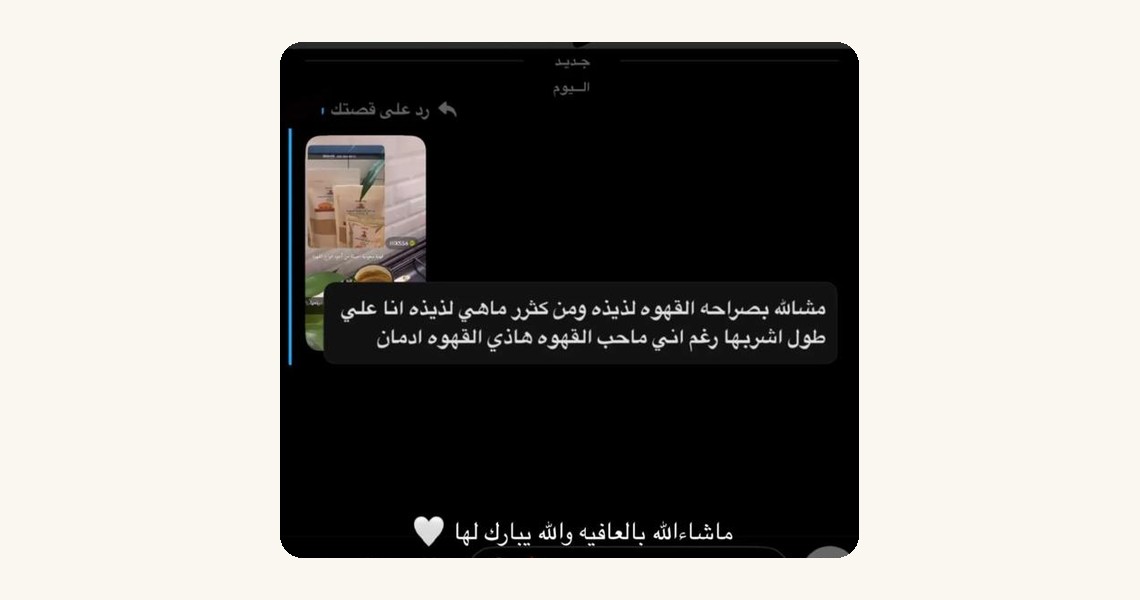 جديد
اليوم
رد على قصتك
مشالله بصراحه القهوه لذيذه ومن كثرر ماهي لذيذه انا علي
طول اشربها رغم اني ماحب القهوه هاذي القهوه ادمان
ماشاءالله بالعافيه والله يبارك لها 🤍